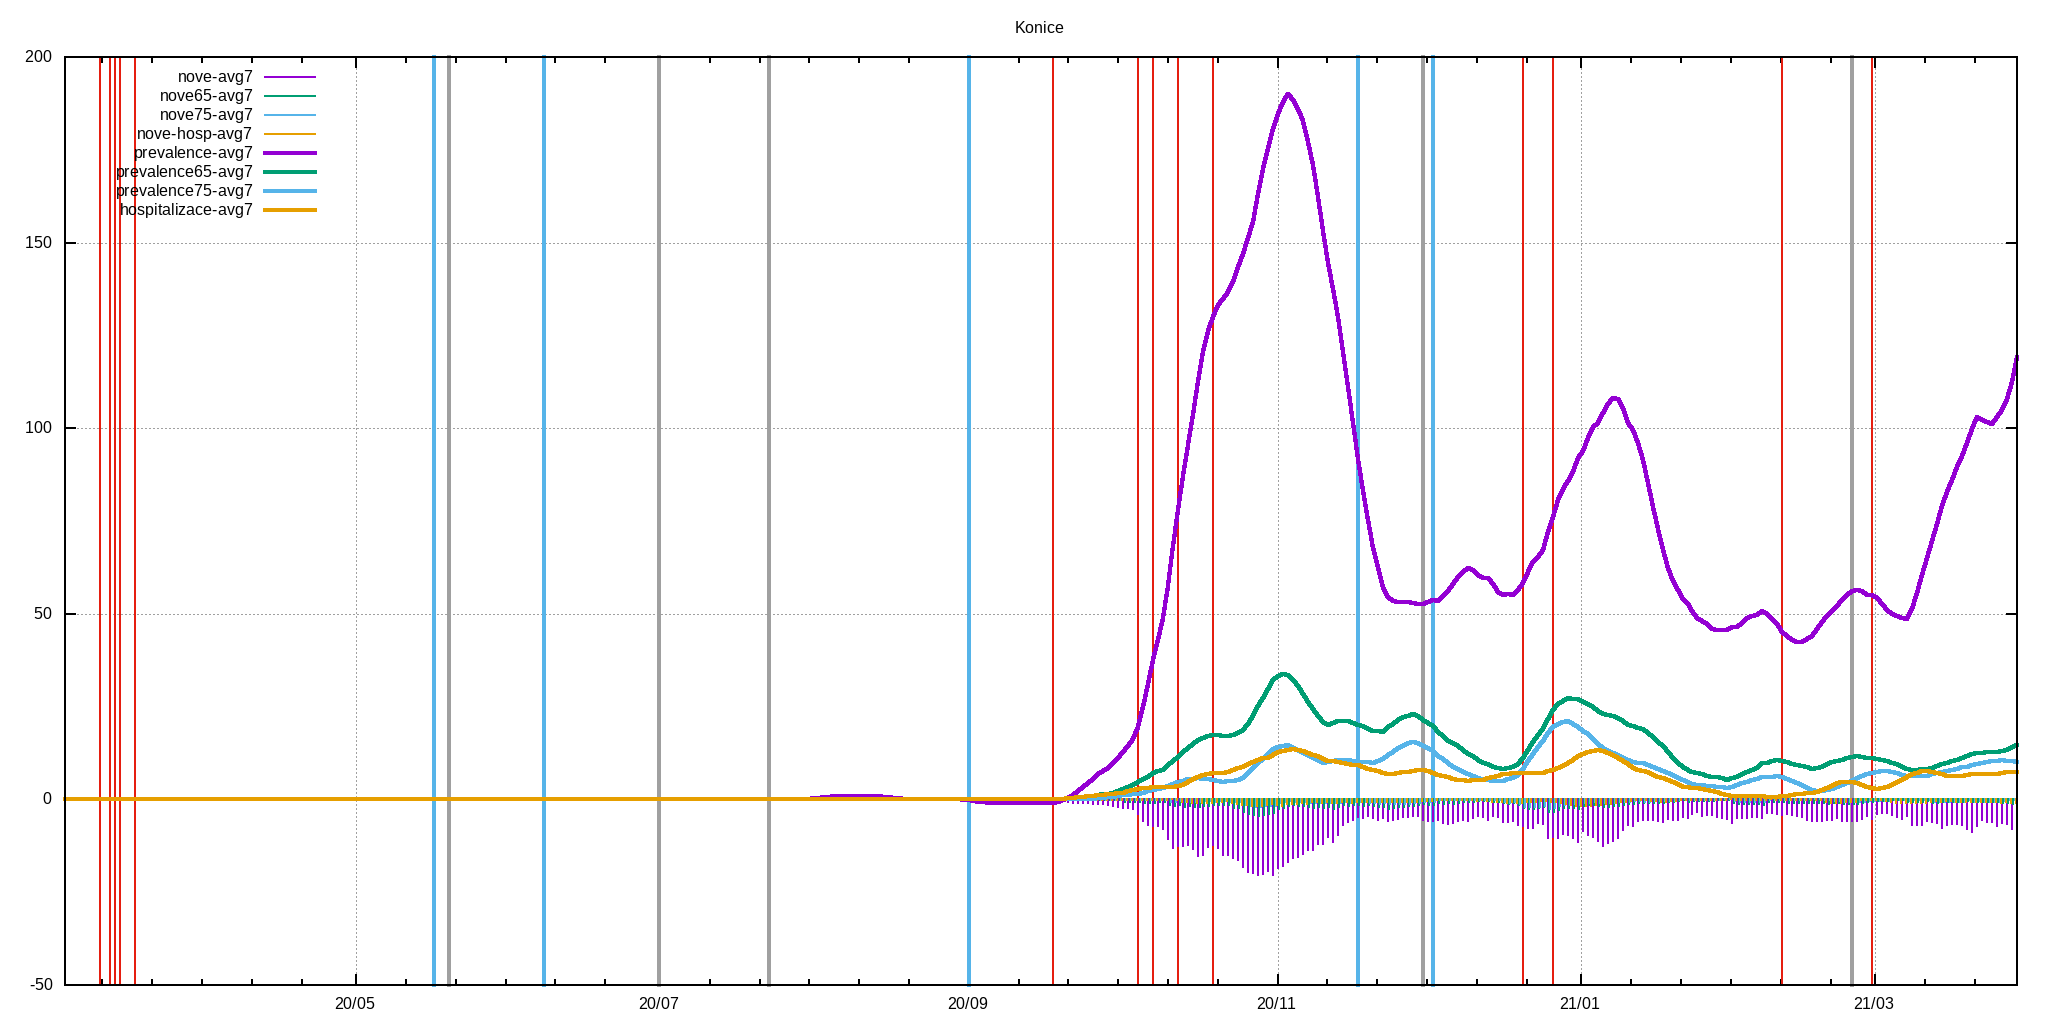 Konice
200
150
100
50
0
-50
nove-avg7
nove65-avg7
nove75-avg7
nove-hosp-avg7
prevalence-avg7
prevalence65-avg7
prevalence75-avg7
hospitalizace-avg7
20/05 20/07 20/09 20/11 21/01 21/03